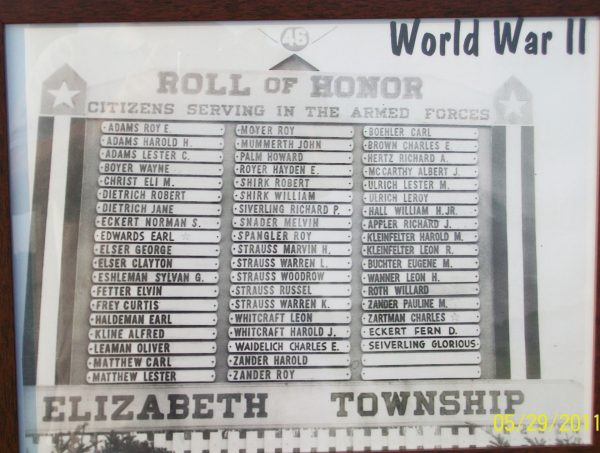 World War II
46
ROLL OF HONOR
CITIZENS SERVING IN THE ARMED FORCES
ADAMS ROY E.
ADAMS HAROLD H.
ADAMS LESTER C.
BOYER WAYNE
CHRIST ELI M.
DIETRICH ROBERT
DIETRICH JANE
ECKERT NORMAN S.
EDWARDS EARL
ELSER GEORGE
ELSER CLAYTON
ESHLEMAN SYLVAN G.
FETTER ELVIN
FREY CURTIS
HALDEMAN EARL
KLINE ALFRED
LEAMAN OLIVER
MATTHEW CARL
MATTHEW LESTER
MOYER ROY
MUMMERTH JOHN
PALM HOWARD
ROYER HAYDEN E.
SHIRK ROBERT
SHIRK WILLIAM
SIVERLING RICHARD P.
SNADER MELVIN
SPANGLER ROY
STRAUSS MARVIN H.
STRAUSS WARREN L.
STRAUSS WOODROW
STRAUSS RUSSEL
STRAUSS WARREN K.
WHITCRAFT LEON
WHITCRAFT HAROLD J.
WAIDELICH CHARLES E.
ZANDER HAROLD
ZANDER ROY
BOEHLER CARL
BROWN CHARLES E.
HERTZ RICHARD A.
MCCARTHY ALBERT J.
ULRICH LESTER M.
ULRICH LEROY
HALL WILLIAM H.JR.
APPLER RICHARD J.
KLEINFELTER HAROLD M.
KLEINFELTER LEON R.
BUCHTER EUGENE M.
WANNER LEON H.
ROTH WILLARD
ZANDER PAULINE M.
ZARTMAN CHARLES
ECKERT FERN D.
SEIVERLING GLORIOUS
ELIZABETH TOWNSHIP
05/29/2011